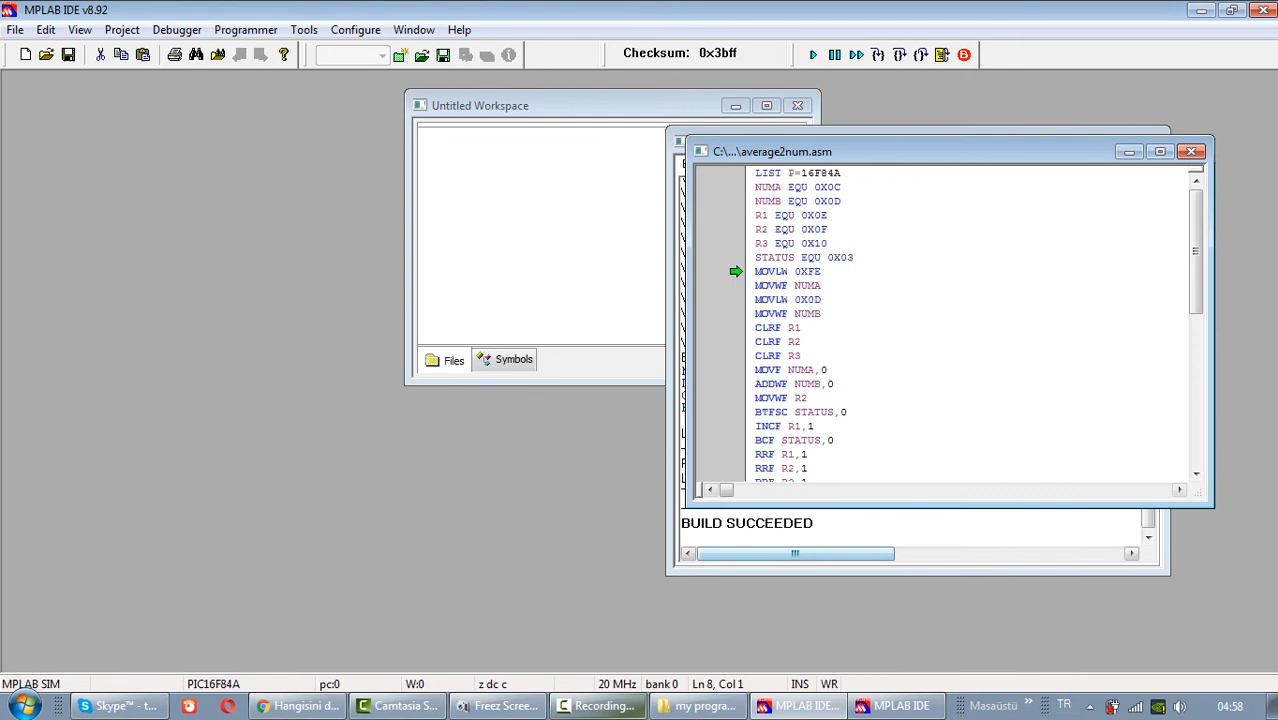 MPLAB IDE v8.92
File Edit View Project Debugger Programmer Tools Configure Window Help
Checksum: 0x3bff
Untitled Workspace
Files
Symbols
C:\...\average2num.asm
LIST P=16F84A
NUMA EQU 0X0C
NUMB EQU 0X0D
R1 EQU 0X0E
R2 EQU 0X0F
R3 EQU 0X10
STATUS EQU 0X03
MOVLW 0XFE
MOVWF NUMA
MOVLW 0X0D
MOVWF NUMB
CLRF R1
CLRF R2
CLRF R3
MOVF NUMA,0
ADDWF NUMB,0
MOVWF R2
BTFSC STATUS,0
INCF R1,1
BCF STATUS,0
RRF R1,1
RRF R2,1
RRF R3,1
BUILD SUCCEEDED
MPLAB SIM PIC16F84A pc:0 W:0 z dc c 20 MHz bank 0 Ln 8, Col 1 INS WR
Skype™ - t... Hangisini d... Camtasia S... Freez Scree... Recording... my progra... MPLAB IDE... MPLAB IDE Masaüstü » TR 04:58